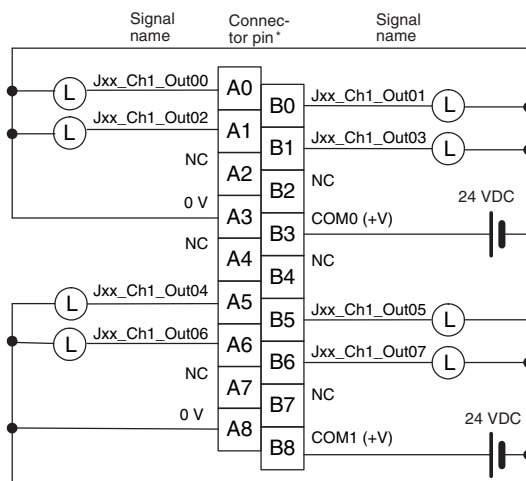 Signal name
Connec-tor pin*
Signal name
Jxx_Ch1_Out00
A0
B0
Jxx_Ch1_Out01
L
L
Jxx_Ch1_Out02
A1
B1
Jxx_Ch1_Out03
L
L
NC
A2
B2
NC
24 VDC
0 V
A3
B3
COM0 (+V)
NC
A4
B4
NC
L
Jxx_Ch1_Out04
A5
B5
Jxx_Ch1_Out05
L
L
Jxx_Ch1_Out06
A6
B6
Jxx_Ch1_Out07
L
NC
A7
B7
NC
24 VDC
0 V
A8
B8
COM1 (+V)